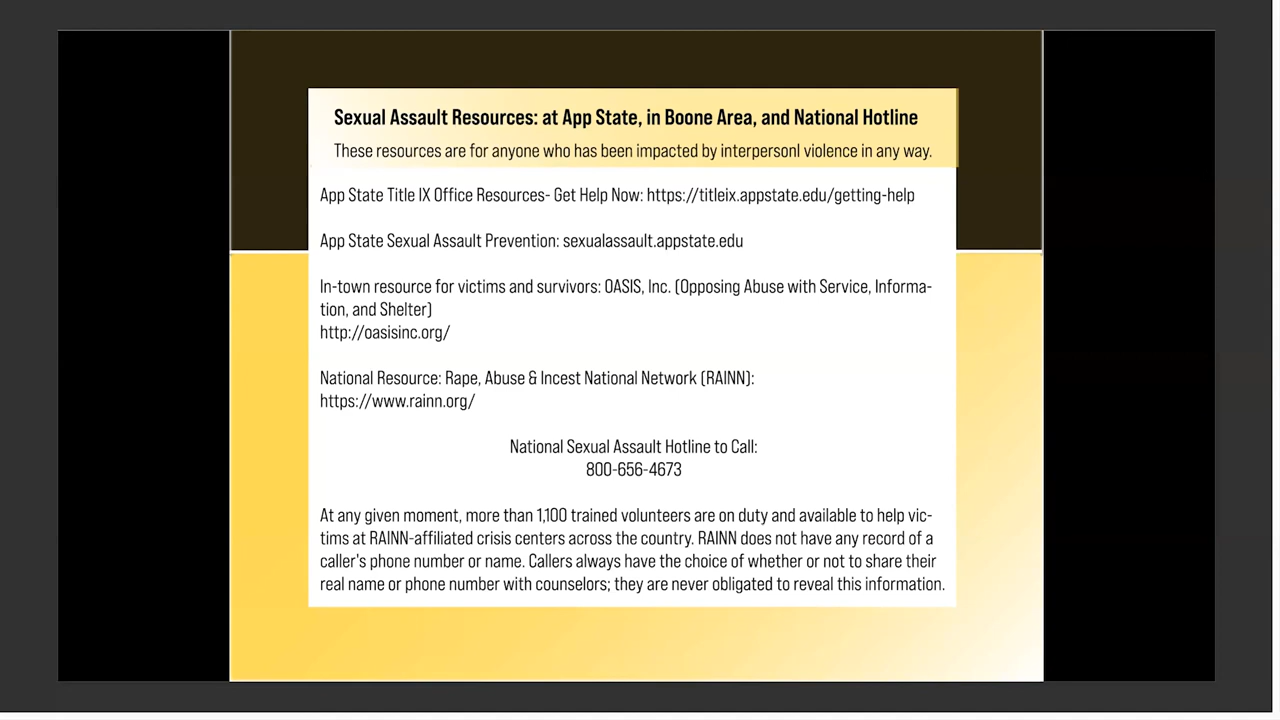 Sexual Assault Resources: at App State, in Boone Area, and National Hotline
These resources are for anyone who has been impacted by interpersonl violence in any way.
App State Title IX Office Resources- Get Help Now: https://titleix.appstate.edu/getting-help
App State Sexual Assault Prevention: sexualassault.appstate.edu
In-town resource for victims and survivors: OASIS, Inc. (Opposing Abuse with Service, Informa-
tion, and Shelter)
http://oasisinc.org/
National Resource: Rape, Abuse & Incest National Network (RAINN):
https://www.rainn.org/
National Sexual Assault Hotline to Call:
800-656-4673
At any given moment, more than 1,100 trained volunteers are on duty and available to help vic-
tims at RAINN-affiliated crisis centers across the country. RAINN does not have any record of a
caller's phone number or name. Callers always have the choice of whether or not to share their
real name or phone number with counselors; they are never obligated to reveal this information.